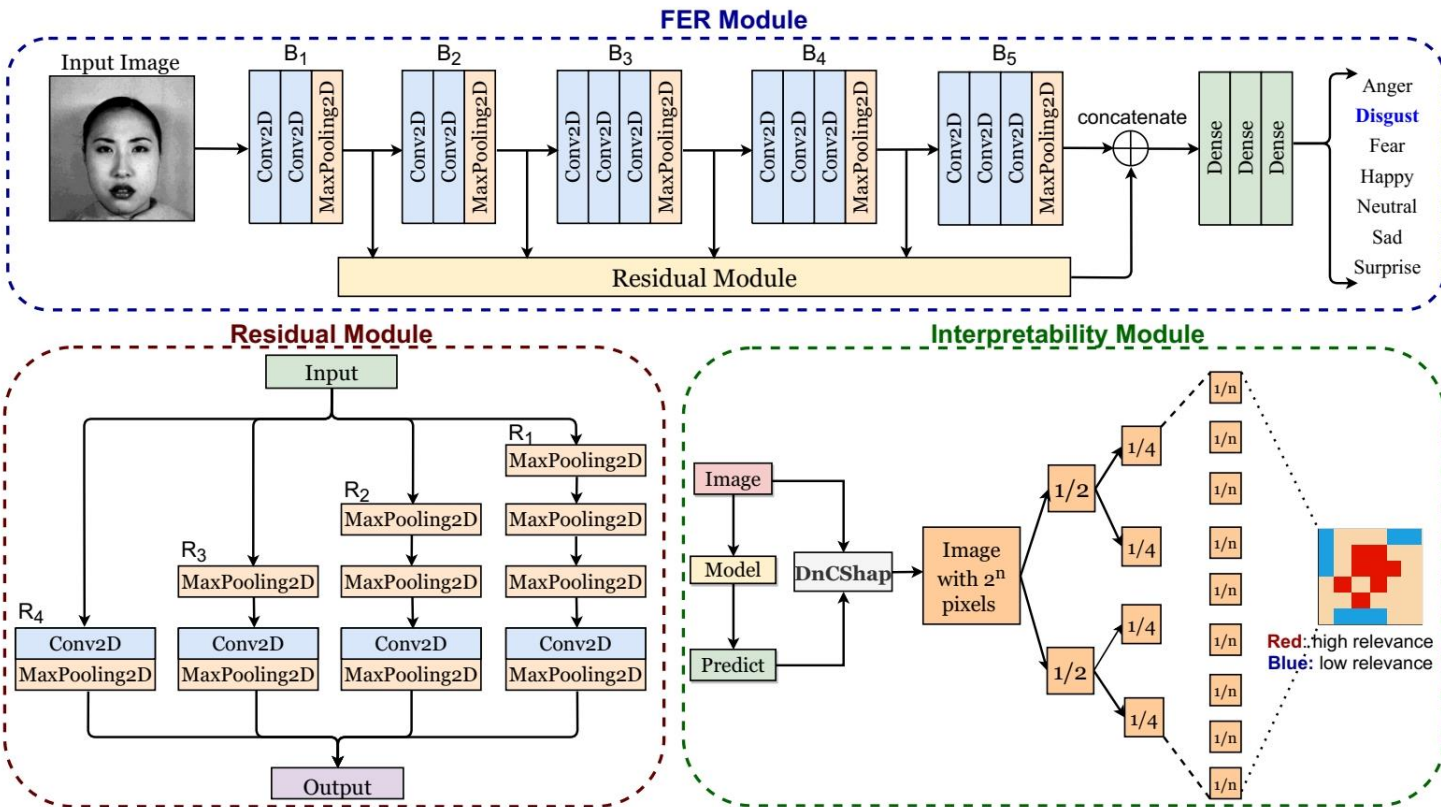 FER Module
Input Image
B1
B2
B3
B4
B5
Conv2D
Conv2D
MaxPooling2D
Conv2D
Conv2D
MaxPooling2D
Conv2D
Conv2D
Conv2D
MaxPooling2D
Conv2D
Conv2D
Conv2D
MaxPooling2D
Conv2D
Conv2D
Conv2D
MaxPooling2D
concatenate
Dense
Dense
Dense
Anger
Disgust
Fear
Happy
Neutral
Sad
Surprise
Residual Module
Residual Module
Input
R1
MaxPooling2D
R2
MaxPooling2D
MaxPooling2D
R3
MaxPooling2D
MaxPooling2D
MaxPooling2D
R4
Conv2D
MaxPooling2D
Conv2D
MaxPooling2D
Conv2D
MaxPooling2D
Conv2D
MaxPooling2D
Output
Interpretability Module
Image
Model
Predict
DnCShap
Image
with 2ⁿ
pixels
1/2
1/2
1/4
1/4
1/4
1/4
1/n
1/n
1/n
1/n
1/n
1/n
1/n
1/n
1/n
Red: high relevance
Blue: low relevance